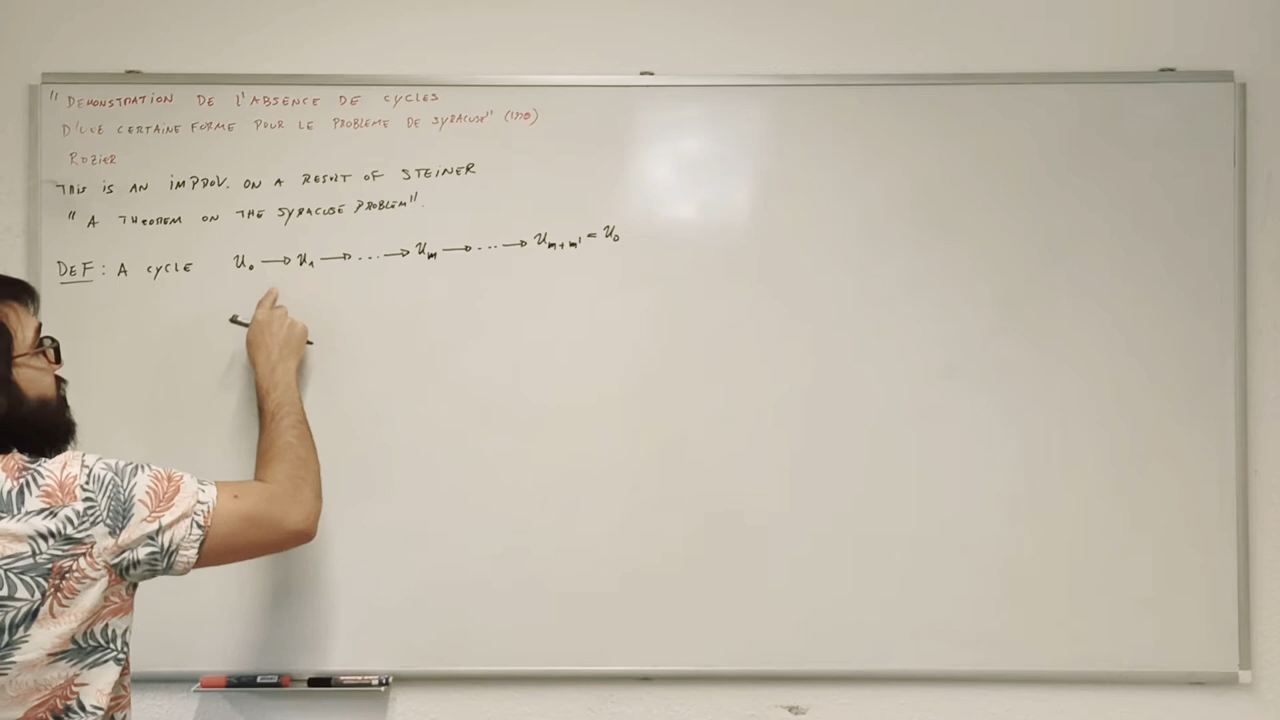 "DEMONSTRATION DE L'ABSENCE DE CYCLES
D'UNE CERTAINE FORME POUR LE PROBLEME DE SYRACUSE" (1990)
ROZIER
THIS IS AN IMPROV. ON A RESULT OF STEINER
"A THEOREM ON THE SYRACUSE PROBLEM".
DEF: A CYCLE u₀ → u₁ → ... → uₘ → ... → uₘ₊ₘ' = u₀